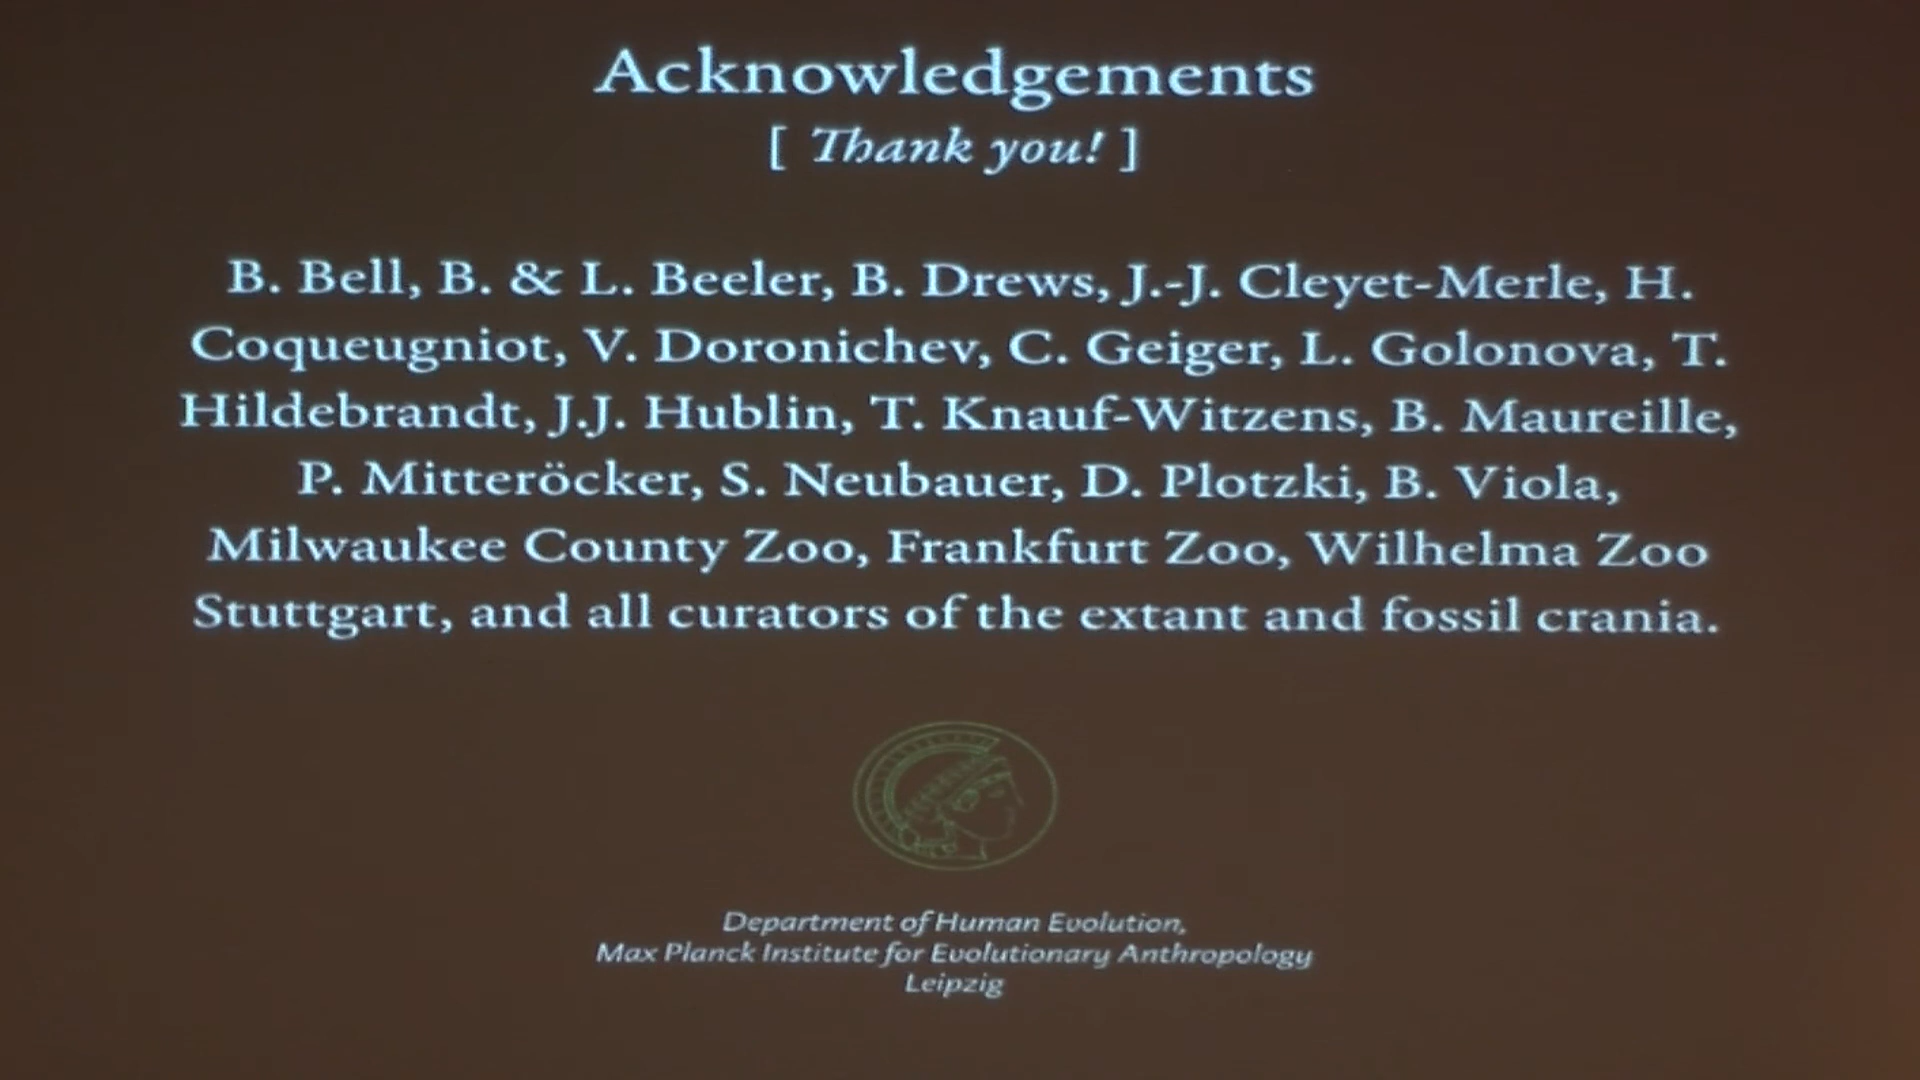 Acknowledgements
[ Thank you! ]
B. Bell, B. & L. Beeler, B. Drews, J.-J. Cleyet-Merle, H.
Coqueugniot, V. Doronichev, C. Geiger, L. Golonova, T.
Hildebrandt, J.J. Hublin, T. Knauf-Witzens, B. Maureille,
P. Mitteröcker, S. Neubauer, D. Plotzki, B. Viola,
Milwaukee County Zoo, Frankfurt Zoo, Wilhelma Zoo
Stuttgart, and all curators of the extant and fossil crania.
Department of Human Evolution,
Max Planck Institute for Evolutionary Anthropology
Leipzig